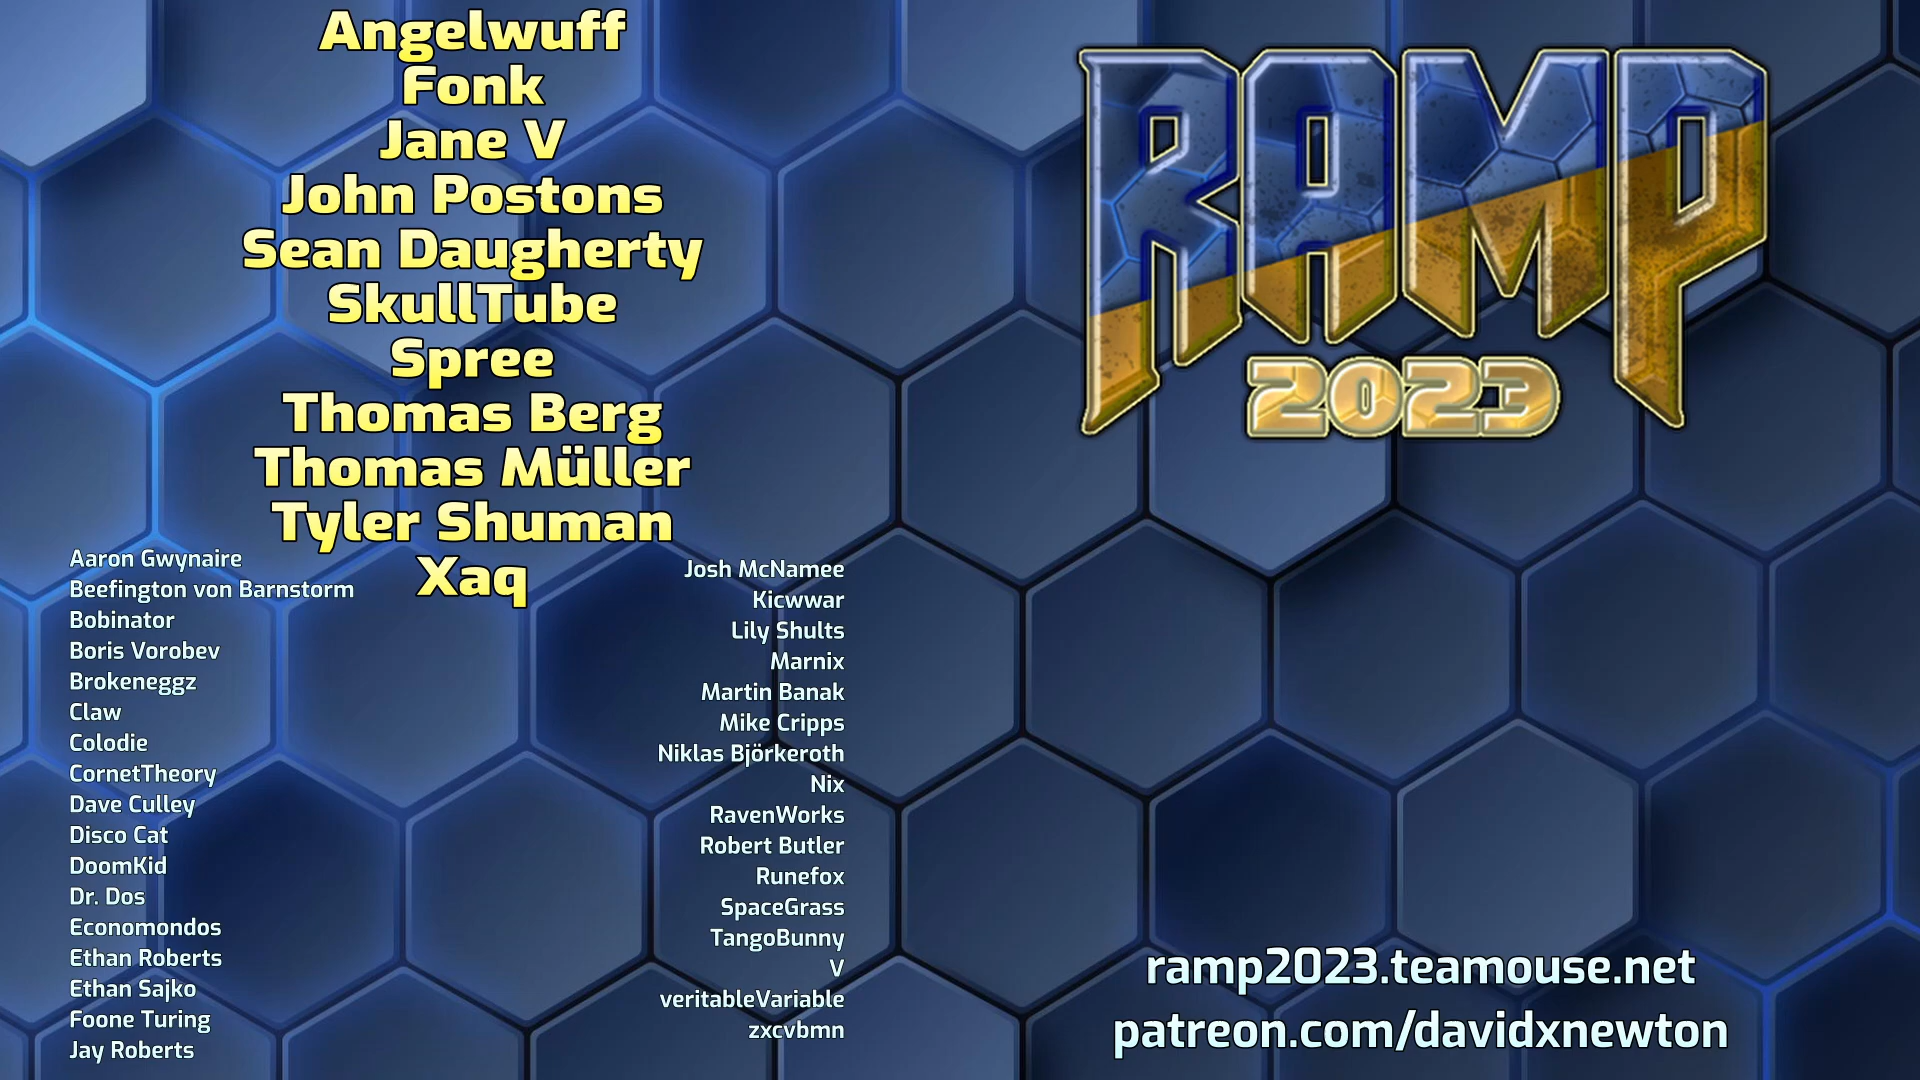 Angelwuff
Fonk
Jane V
John Postons
Sean Daugherty
SkullTube
Spree
Thomas Berg
Thomas Müller
Tyler Shuman
Xaq
Aaron Gwynaire
Beefington von Barnstorm
Bobinator
Boris Vorobev
Brokeneggz
Claw
Colodie
CornetTheory
Dave Culley
Disco Cat
DoomKid
Dr. Dos
Economondos
Ethan Roberts
Ethan Sajko
Foone Turing
Jay Roberts
Josh McNamee
Kicwwar
Lily Shults
Marnix
Martin Banak
Mike Cripps
Niklas Björkeroth
Nix
RavenWorks
Robert Butler
Runefox
SpaceGrass
TangoBunny
V
veritableVariable
zxcvbmn
RAMP
2023
ramp2023.teamouse.net
patreon.com/davidxnewton